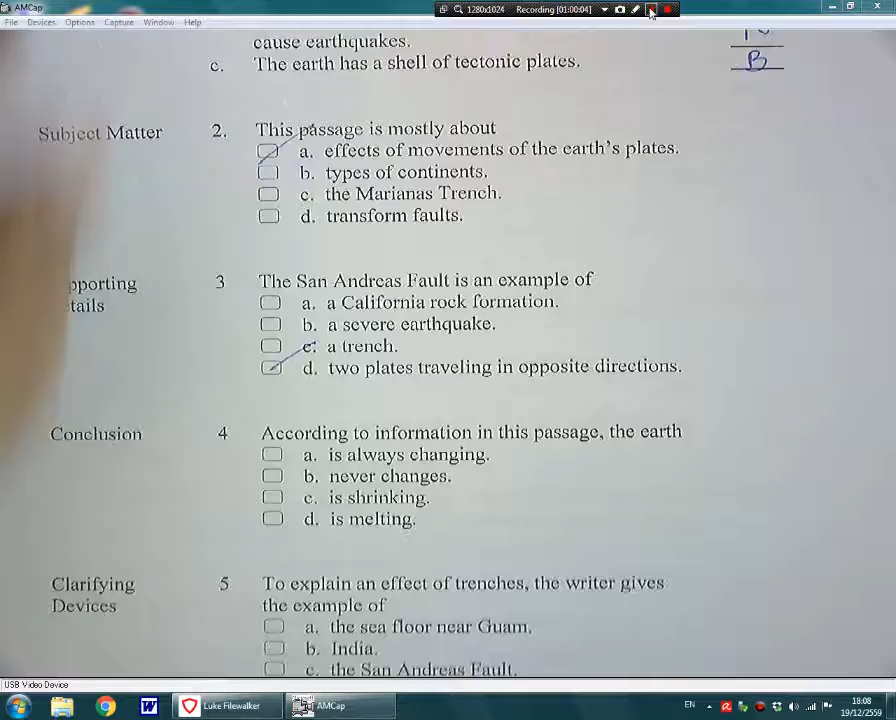 AMCap
1280x1024 Recording [01:00:04]
File Devices Options Capture Window Help
cause earthquakes.
c. The earth has a shell of tectonic plates.
B
Subject Matter 2. This passage is mostly about
a. effects of movements of the earth's plates.
b. types of continents.
c. the Marianas Trench.
d. transform faults.
pporting 3 The San Andreas Fault is an example of
tails a. a California rock formation.
b. a severe earthquake.
c. a trench.
d. two plates traveling in opposite directions.
Conclusion 4 According to information in this passage, the earth
a. is always changing.
b. never changes.
c. is shrinking.
d. is melting.
Clarifying 5 To explain an effect of trenches, the writer gives
Devices the example of
a. the sea floor near Guam.
b. India.
c. the San Andreas Fault.
USB Video Device
Luke Filewalker AMCap EN 18:08
19/12/2559